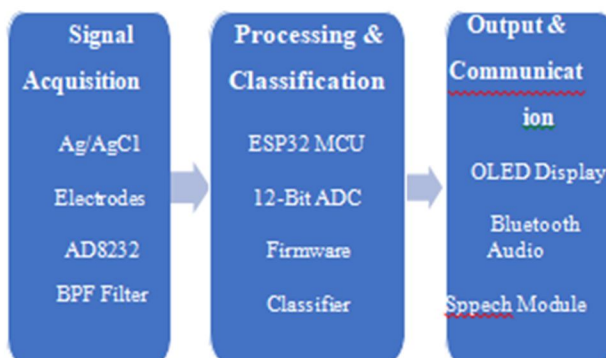 Signal
Acquisition
Ag/AgCl
Electrodes
AD8232
BPF Filter
Processing &
Classification
ESP32 MCU
12-Bit ADC
Firmware
Classifier
Output &
Communicat
ion
OLED Display
Bluetooth
Audio
Sppech Module